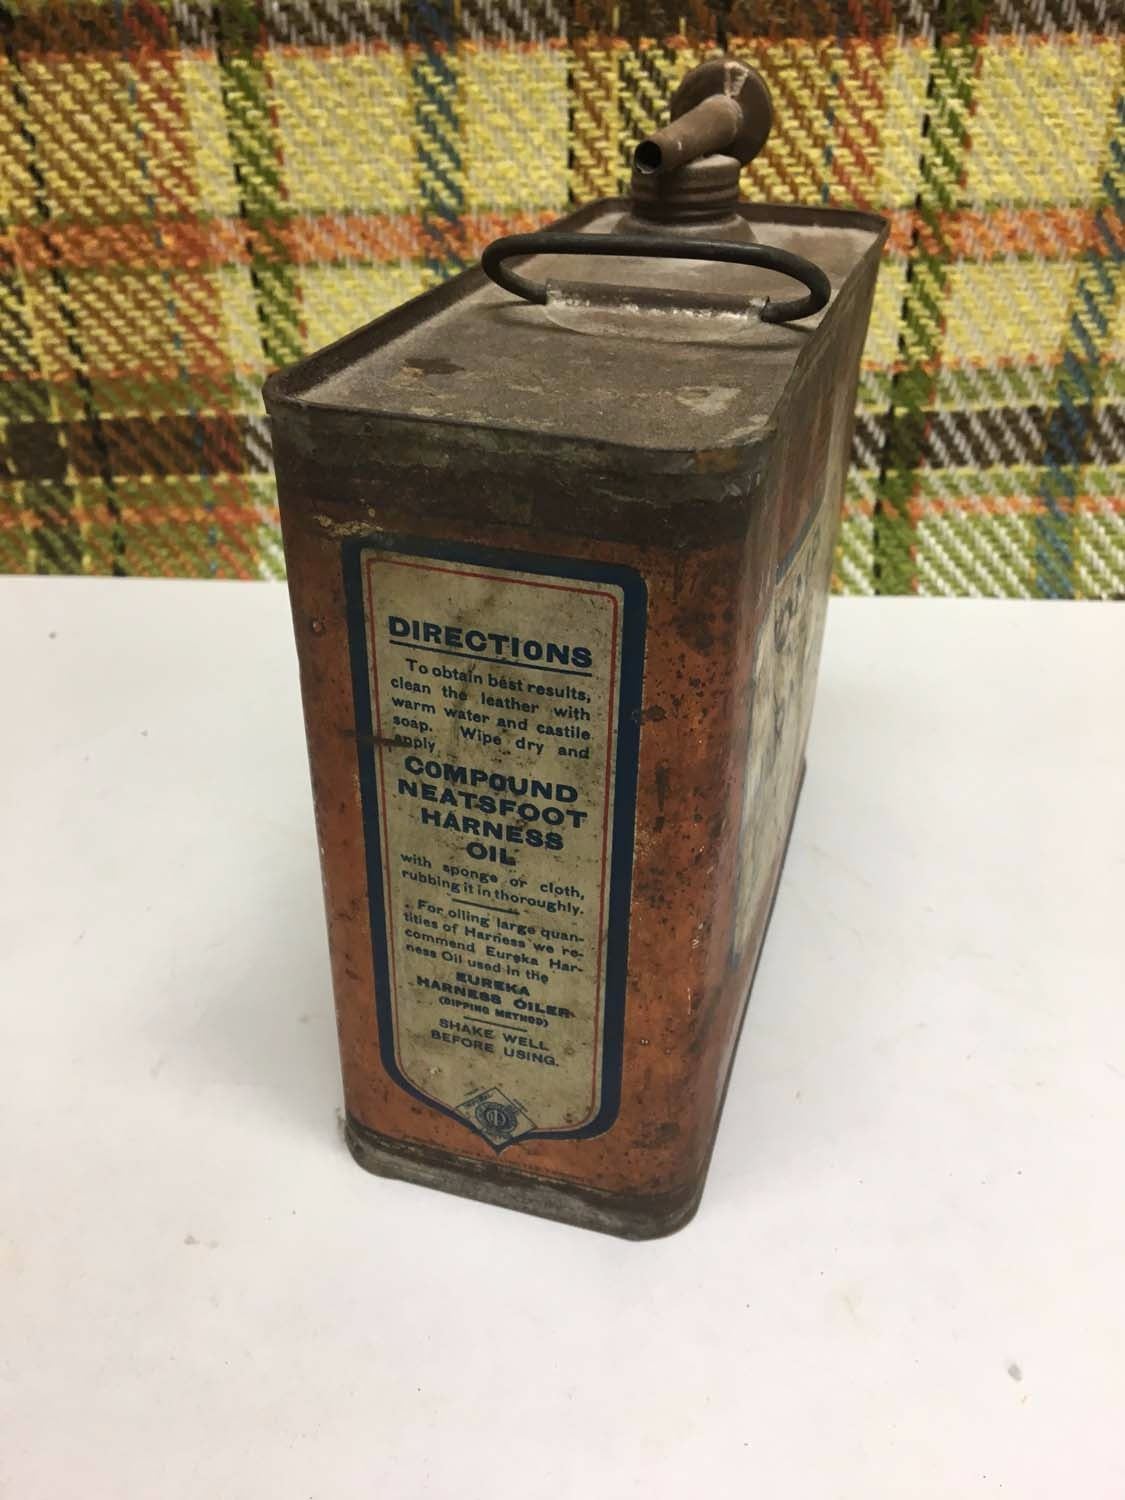 DIRECTIONS
To obtain best results,
clean the leather with
warm water and castile
soap. Wipe dry and
apply
COMPOUND
NEATSFOOT
HARNESS
OIL
with sponge or cloth,
rubbing it in thoroughly.
For oiling large quan-
tities of Harness we re-
commend Eureka Har-
ness Oil used in the
EUREKA
HARNESS OILER
(DIPPING METHOD)
SHAKE WELL
BEFORE USING.